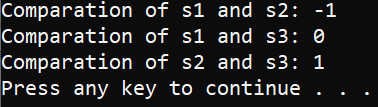 Comparation of s1 and s2: -1
Comparation of s1 and s3: 0
Comparation of s2 and s3: 1
Press any key to continue . . .